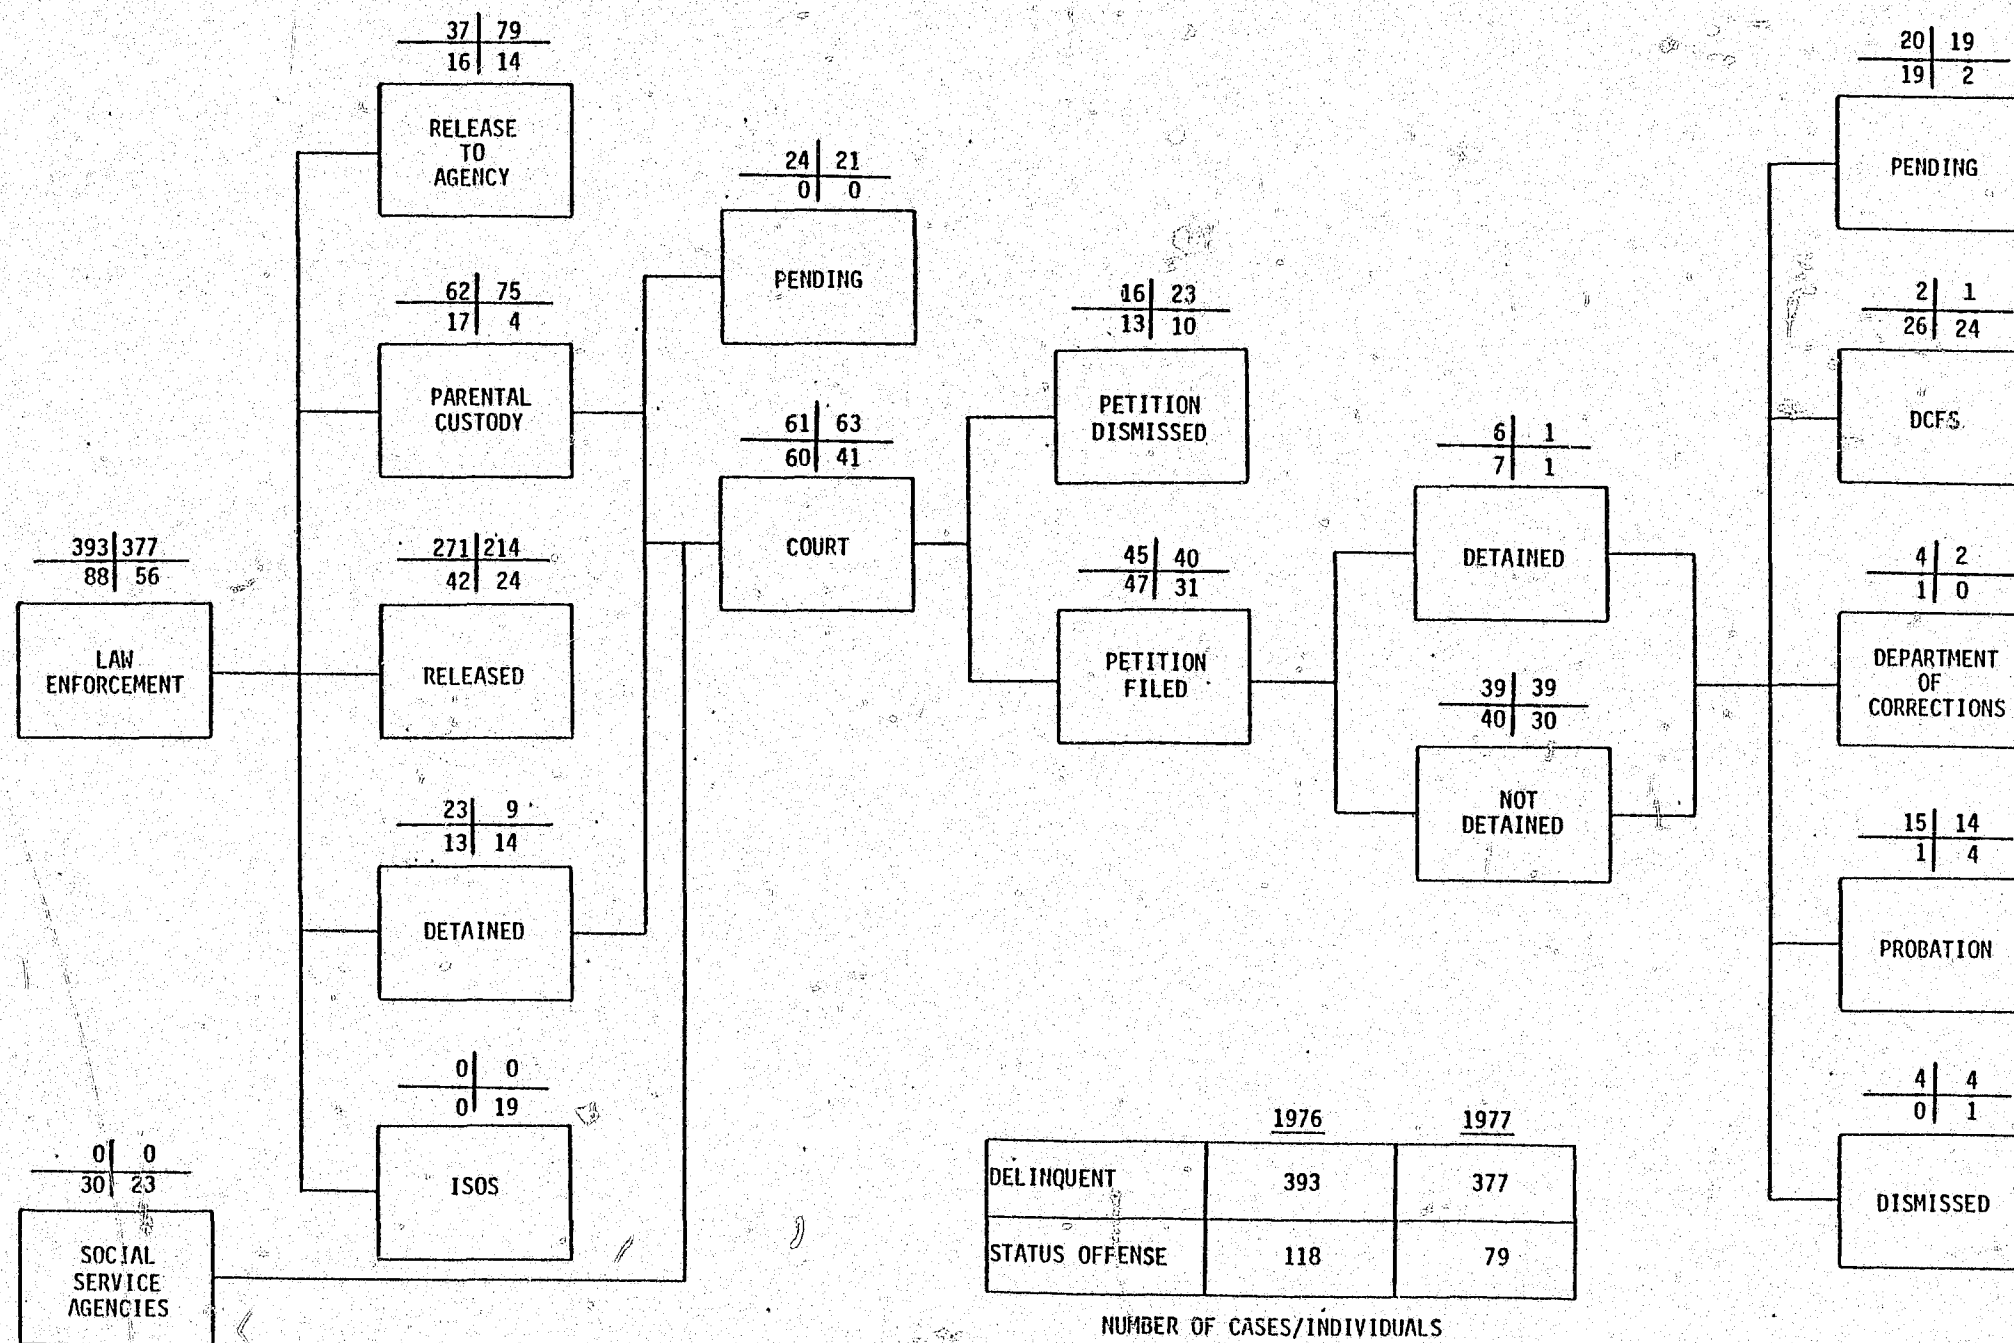 37 79
16 14
RELEASE
TO
AGENCY
62 75
17 4
PARENTAL
CUSTODY
393 377
88 56
LAW
ENFORCEMENT
271 214
42 24
RELEASED
23 9
13 14
DETAINED
0 0
0 19
ISOS
0 0
30 23
SOCIAL
SERVICE
AGENCIES
24 21
0 0
PENDING
61 63
60 41
COURT
16 23
13 10
PETITION
DISMISSED
45 40
47 31
PETITION
FILED
6 1
7 1
DETAINED
39 39
40 30
NOT
DETAINED
20 19
19 2
PENDING
2 1
26 24
DCFS
4 2
1 0
DEPARTMENT
OF
CORRECTIONS
15 14
1 4
PROBATION
4 4
0 1
DISMISSED
1976 1977
DELINQUENT 393 377
STATUS OFFENSE 118 79
NUMBER OF CASES/INDIVIDUALS